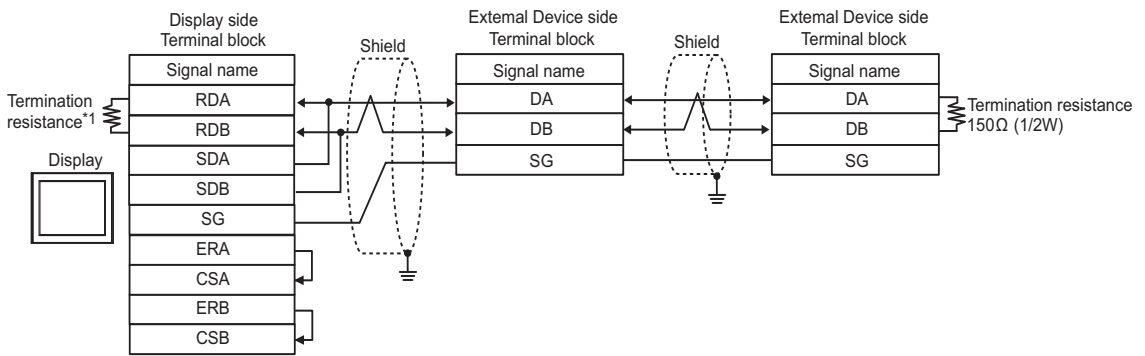 Display side
Terminal block
Signal name
RDA
RDB
SDA
SDB
SG
ERA
CSA
ERB
CSB
Termination
resistance*1
Display
Shield
External Device side
Terminal block
Signal name
DA
DB
SG
Shield
External Device side
Terminal block
Signal name
DA
DB
SG
Termination resistance
150Ω (1/2W)